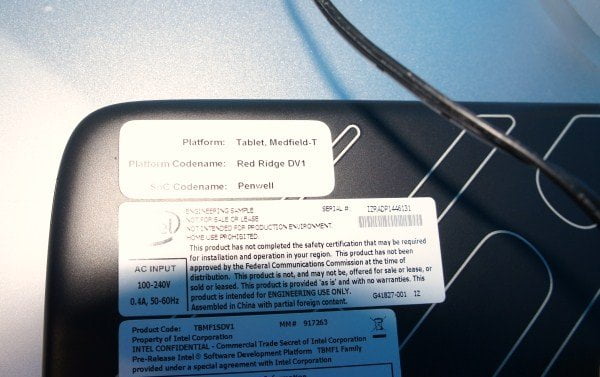 Platform: Tablet, Medfield-T
Platform Codename: Red Ridge DV1
SoC Codename: Penwell
ENGINEERING SAMPLE
NOT FOR SALE OR LEASE
NOT INTENDED FOR PRODUCTION ENVIRONMENT.
HOME USE PROHIBITED
SERIAL #: IZPADP1446131
This product has not completed the safety certification that may be required
for installation and operation in your region. This product has not been
approved by the Federal Communications Commission at the time of
distribution. This product is not, and may not be, offered for sale or lease, or
sold or leased. This product is provided 'as is' and with no warranties. This
product is intended for ENGINEERING USE ONLY.
Assembled in China with partial foreign content.
G41827-001 IZ
AC INPUT
100-240V
0.4A, 50-60Hz
Product Code: TBMF1SDV1 MM# 917263
Property of Intel Corporation
INTEL CONFIDENTIAL - Commercial Trade Secret of Intel Corporation
Pre-Release Intel ® Software Development Platform TBMF1 Family
provided under a special agreement with Intel Corporation